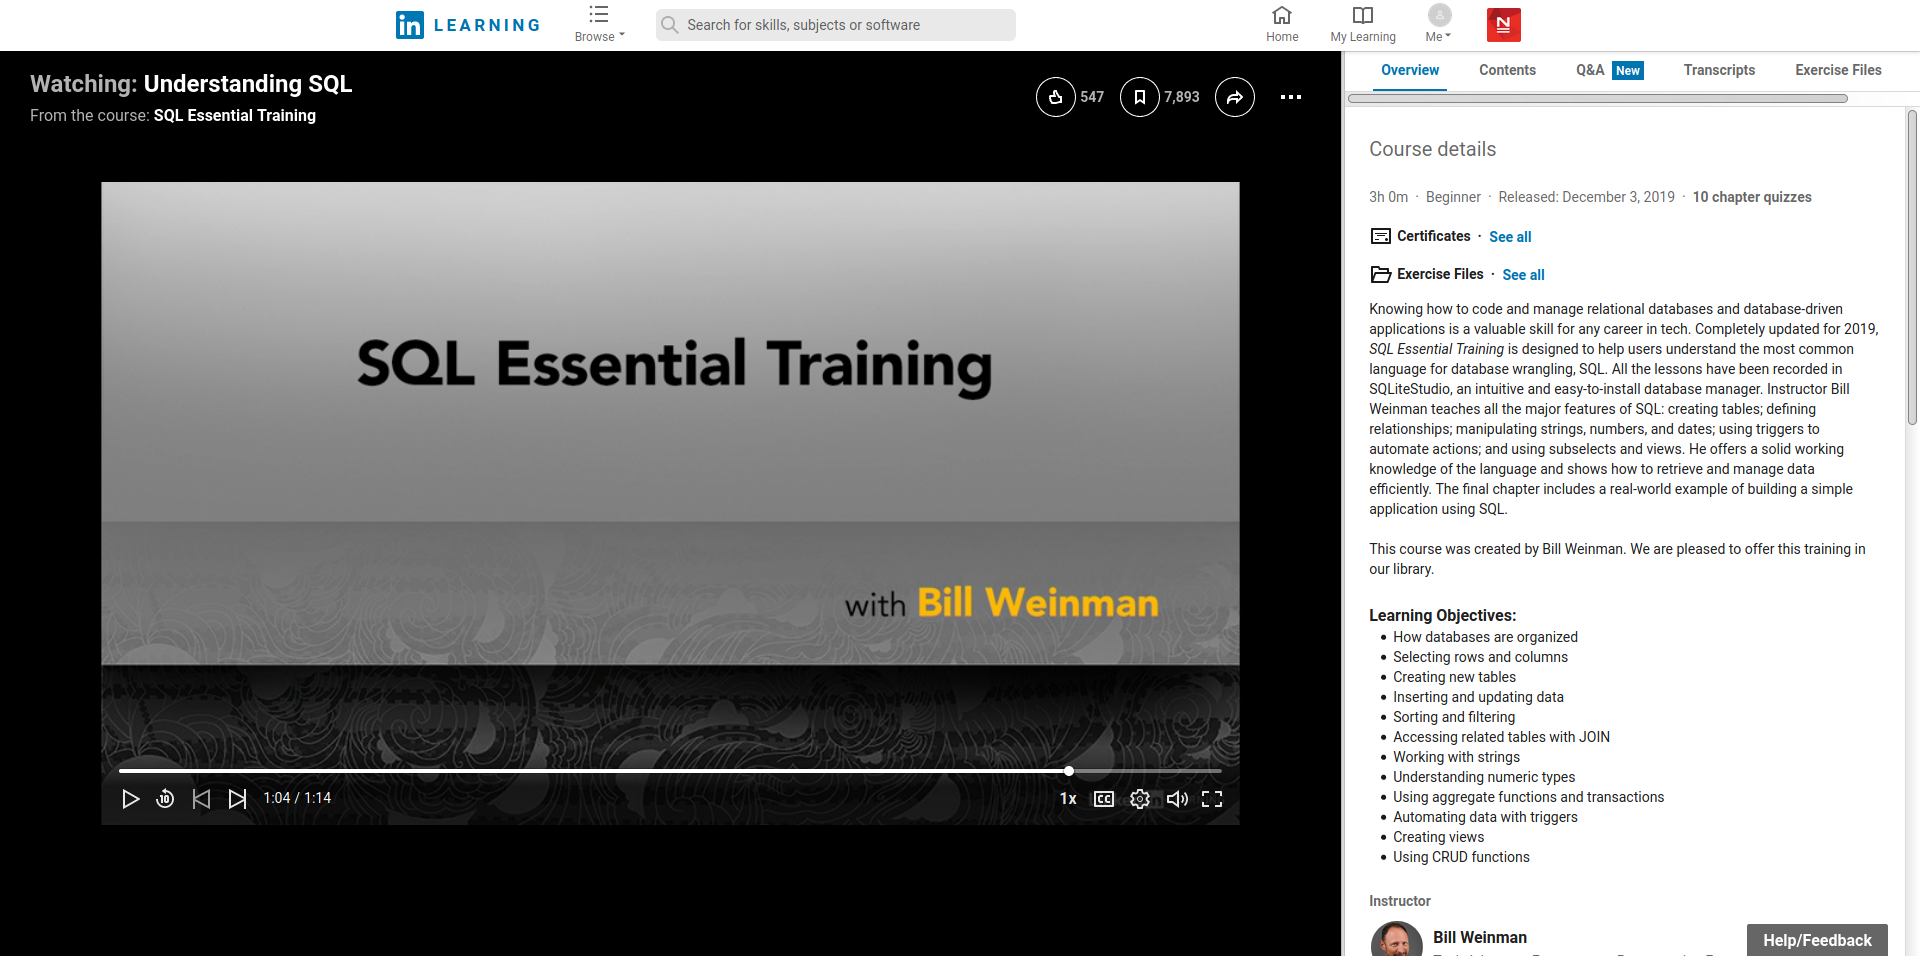 in LEARNING
Browse
Search for skills, subjects or software
Home
My Learning
Me
N
Watching: Understanding SQL
From the course: SQL Essential Training
547
7,893
SQL Essential Training
with Bill Weinman
10
1:04 / 1:14
1x
CC
Overview
Contents
Q&A New
Transcripts
Exercise Files
Course details
3h 0m · Beginner · Released: December 3, 2019 · 10 chapter quizzes
Certificates · See all
Exercise Files · See all
Knowing how to code and manage relational databases and database-driven
applications is a valuable skill for any career in tech. Completely updated for 2019,
SQL Essential Training is designed to help users understand the most common
language for database wrangling, SQL. All the lessons have been recorded in
SQLiteStudio, an intuitive and easy-to-install database manager. Instructor Bill
Weinman teaches all the major features of SQL: creating tables; defining
relationships; manipulating strings, numbers, and dates; using triggers to
automate actions; and using subselects and views. He offers a solid working
knowledge of the language and shows how to retrieve and manage data
efficiently. The final chapter includes a real-world example of building a simple
application using SQL.
This course was created by Bill Weinman. We are pleased to offer this training in
our library.
Learning Objectives:
• How databases are organized
• Selecting rows and columns
• Creating new tables
• Inserting and updating data
• Sorting and filtering
• Accessing related tables with JOIN
• Working with strings
• Understanding numeric types
• Using aggregate functions and transactions
• Automating data with triggers
• Creating views
• Using CRUD functions
Instructor
Bill Weinman
Help/Feedback